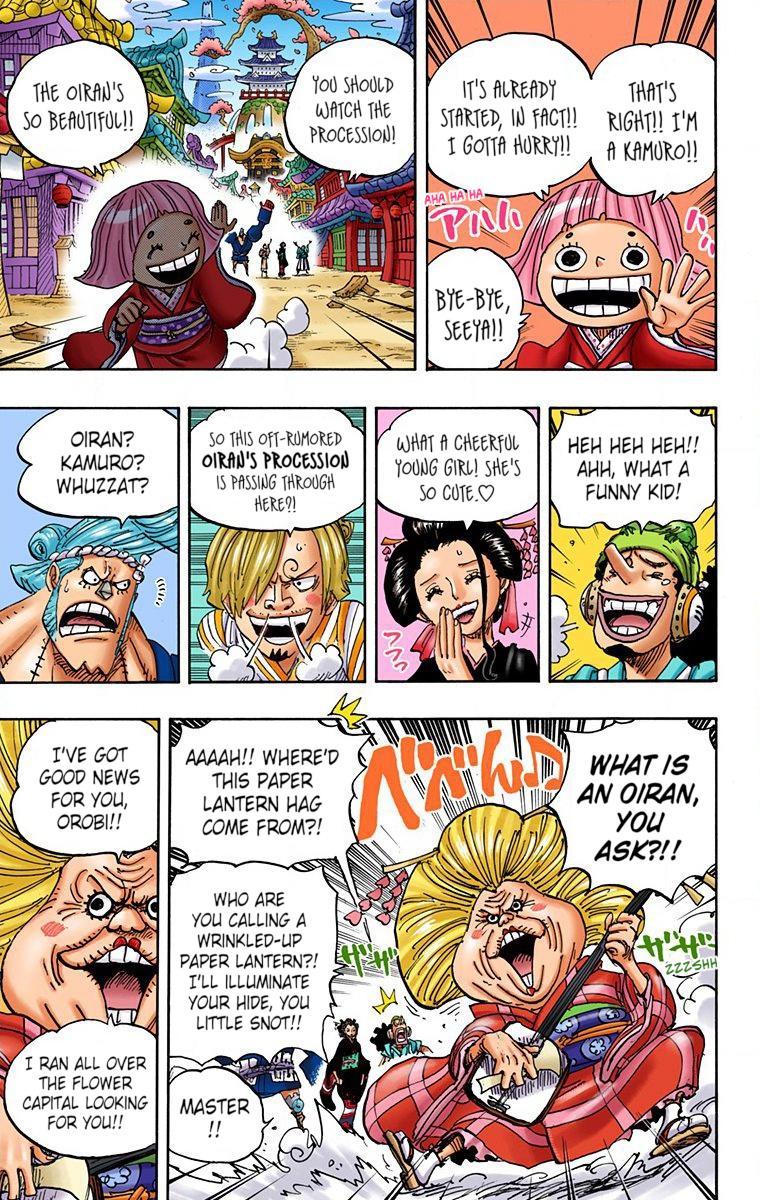 THAT'S
RIGHT!! I'M
A KAMURO!!
IT'S ALREADY
STARTED, IN FACT!!
I GOTTA HURRY!!
AHA HA HA
アハハ
BYE-BYE,
SEEYA!!
YOU SHOULD
WATCH THE
PROCESSION!
THE OIRAN'S
SO BEAUTIFUL!!
HEH HEH HEH!!
AHH, WHAT A
FUNNY KID!
WHAT A CHEERFUL
YOUNG GIRL! SHE'S
SO CUTE.♡
SO THIS OFT-RUMORED
OIRAN'S PROCESSION
IS PASSING THROUGH
HERE?!
OIRAN?
KAMURO?
WHUZZAT?
WHAT IS
AN OIRAN,
YOU
ASK?!!
べべん♫
AAAAH!! WHERE'D
THIS PAPER
LANTERN HAG
COME FROM?!
WHO ARE
YOU CALLING A
WRINKLED-UP
PAPER LANTERN?!
I'LL ILLUMINATE
YOUR HIDE, YOU
LITTLE SNOT!!
ザザザ
ZZZ-SHH
MASTER
!!
I'VE GOT
GOOD NEWS
FOR YOU,
OROBI!!
I RAN ALL OVER
THE FLOWER
CAPITAL LOOKING
FOR YOU!!